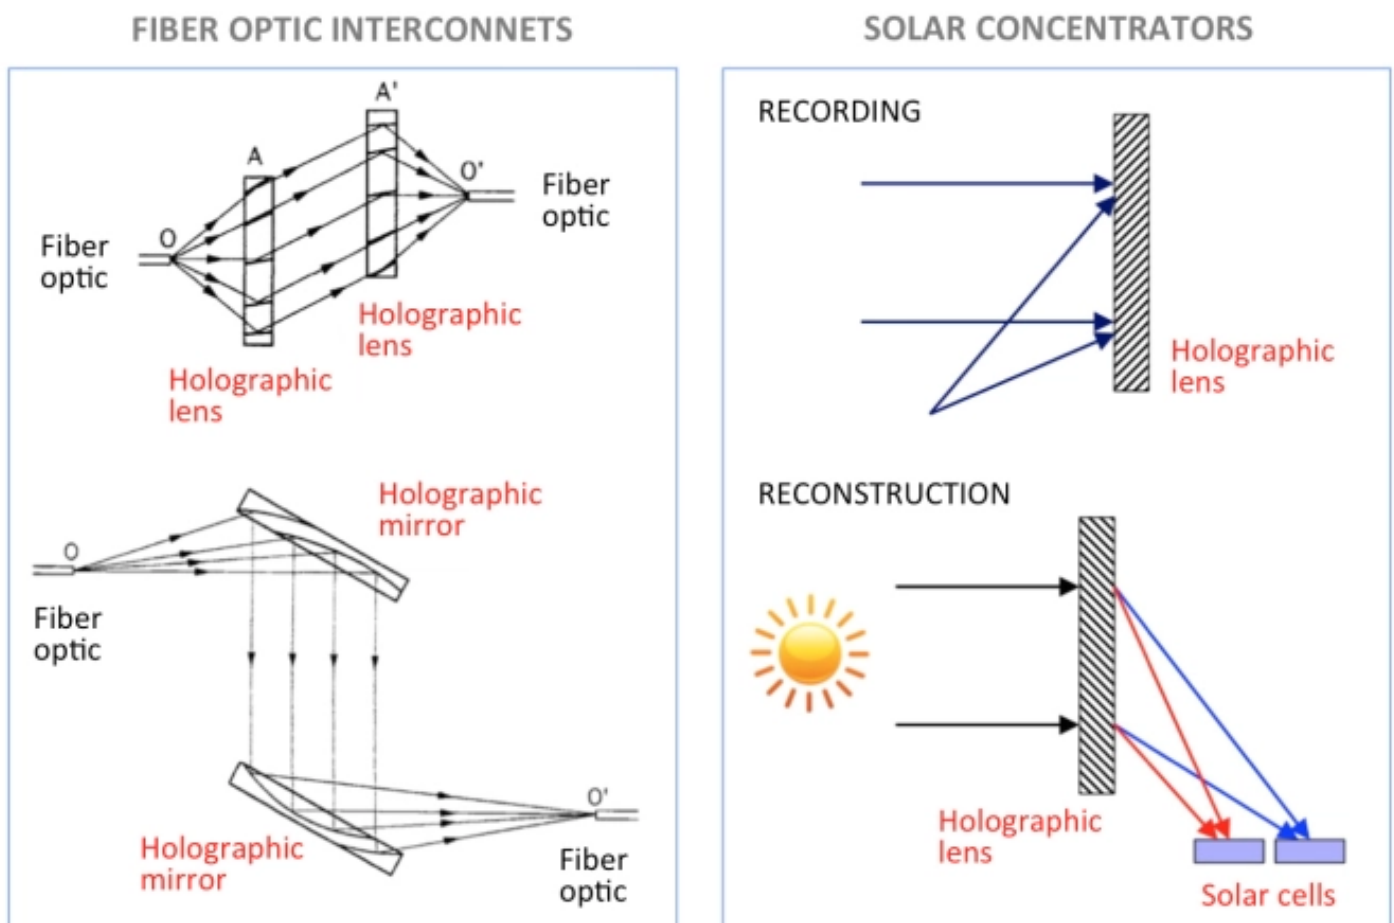 FIBER OPTIC INTERCONNETS
A'
A
O'
Fiber
optic
O
Fiber
optic
Holographic
lens
Holographic
lens
Holographic
mirror
O
Fiber
optic
O'
Holographic
mirror
Fiber
optic
SOLAR CONCENTRATORS
RECORDING
Holographic
lens
RECONSTRUCTION
Holographic
lens
Solar cells